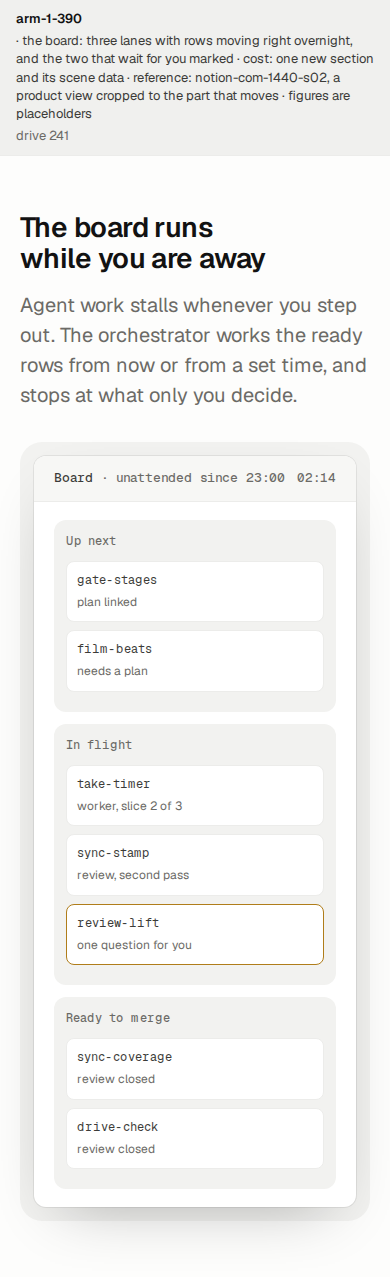 arm-1-390
· the board: three lanes with rows moving right overnight,
and the two that wait for you marked · cost: one new section
and its scene data · reference: notion-com-1440-s02, a
product view cropped to the part that moves · figures are
placeholders
drive 241
The board runs
while you are away
Agent work stalls whenever you step
out. The orchestrator works the ready
rows from now or from a set time, and
stops at what only you decide.
Board · unattended since 23:00 02:14
Up next
gate-stages
plan linked
film-beats
needs a plan
In flight
take-timer
worker, slice 2 of 3
sync-stamp
review, second pass
review-lift
one question for you
Ready to merge
sync-coverage
review closed
drive-check
review closed